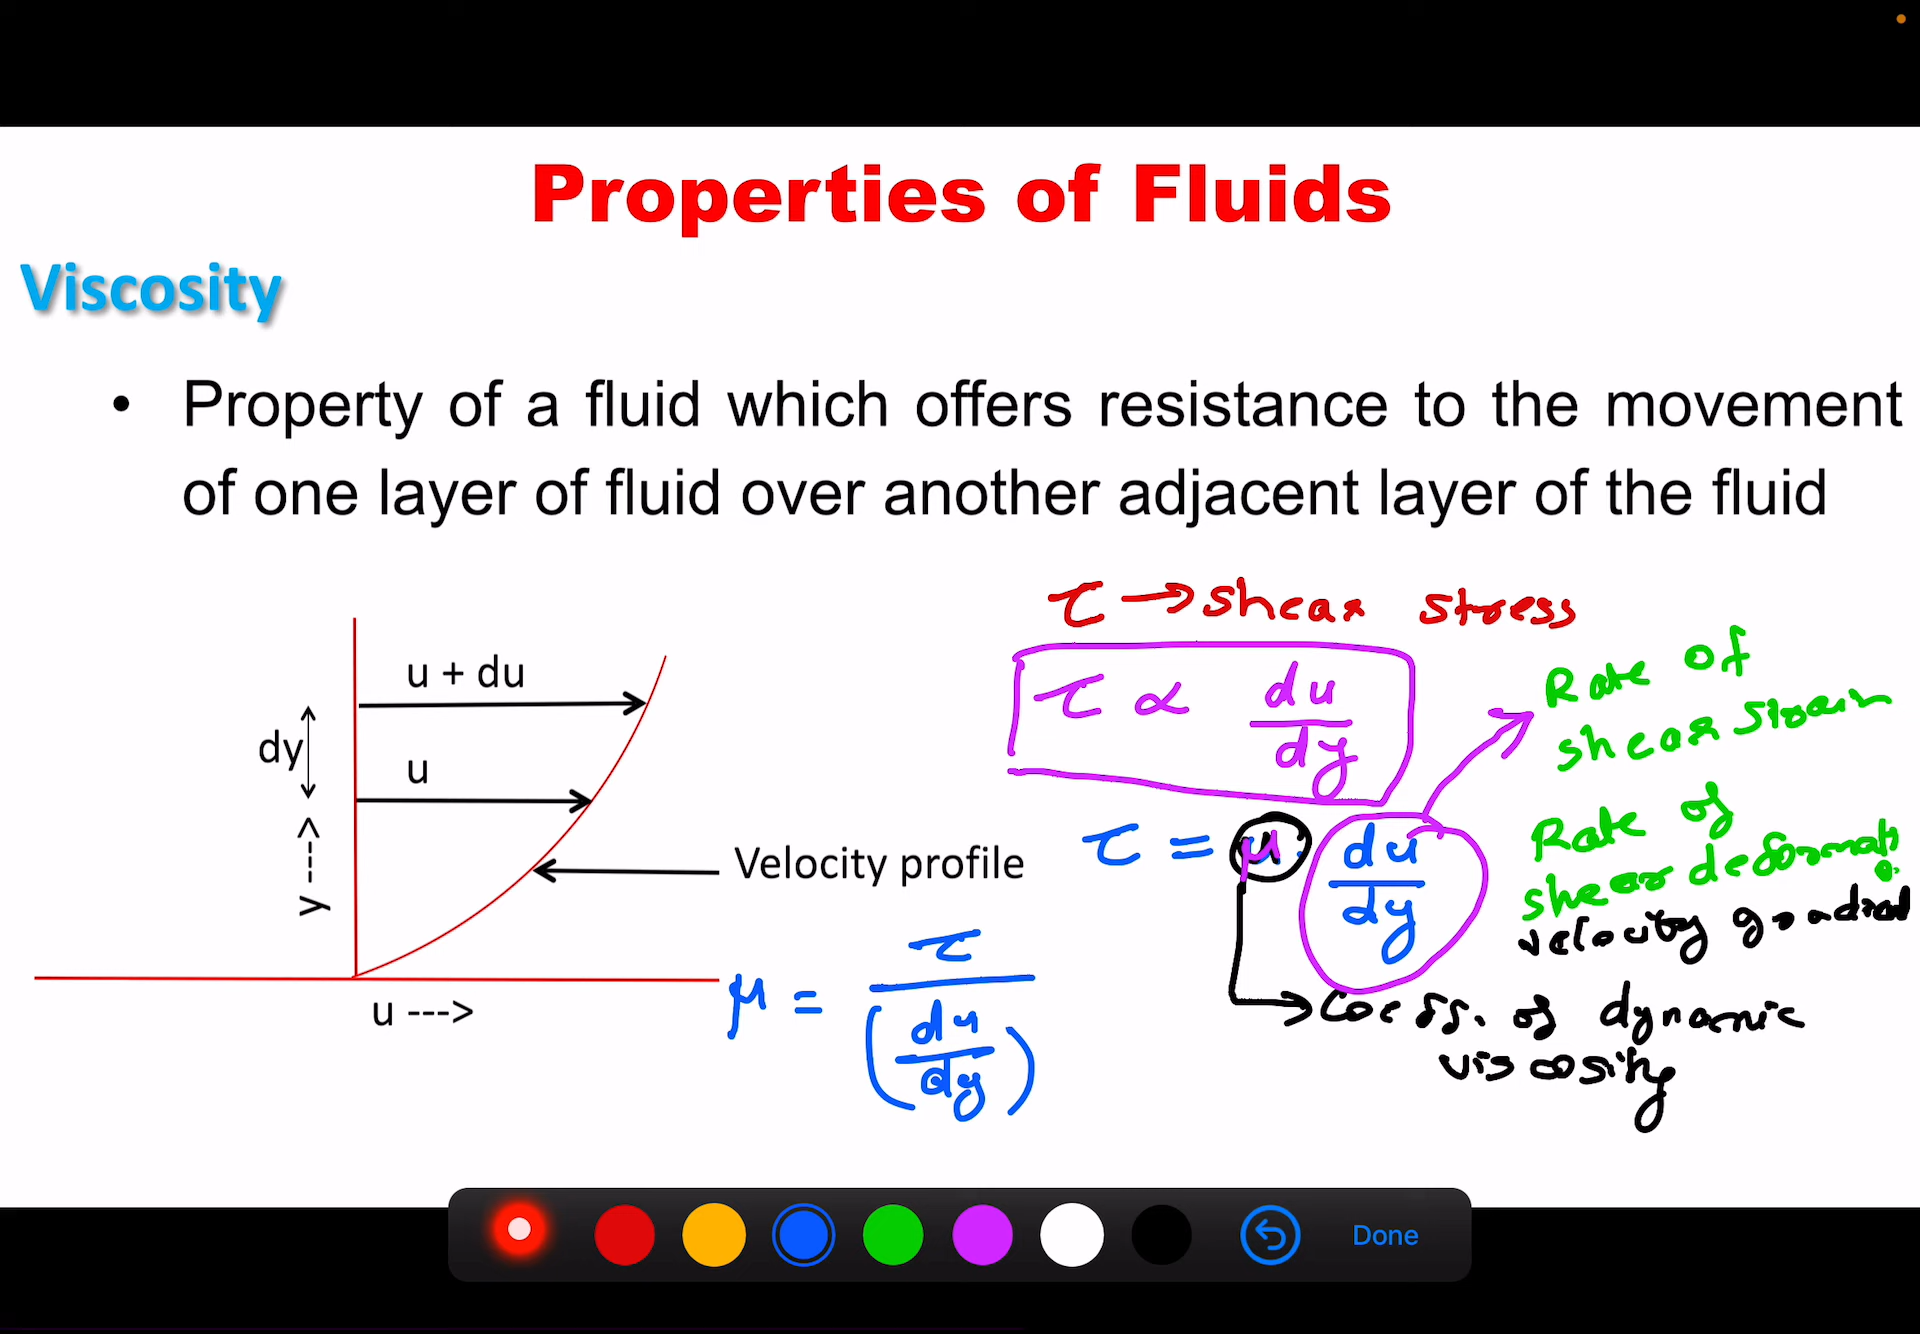 Properties of Fluids
Viscosity
• Property of a fluid which offers resistance to the movement
of one layer of fluid over another adjacent layer of the fluid
u + du
dy
u
y ---->
Velocity profile
u --->
τ → shear stress
τ ∝ du/dy
Rate of
shear strain
τ = μ . du/dy
Rate of
shear deformatio
velocity gradient
Coeff. of dynamic
viscosity
μ = τ/(du/dy)
Done